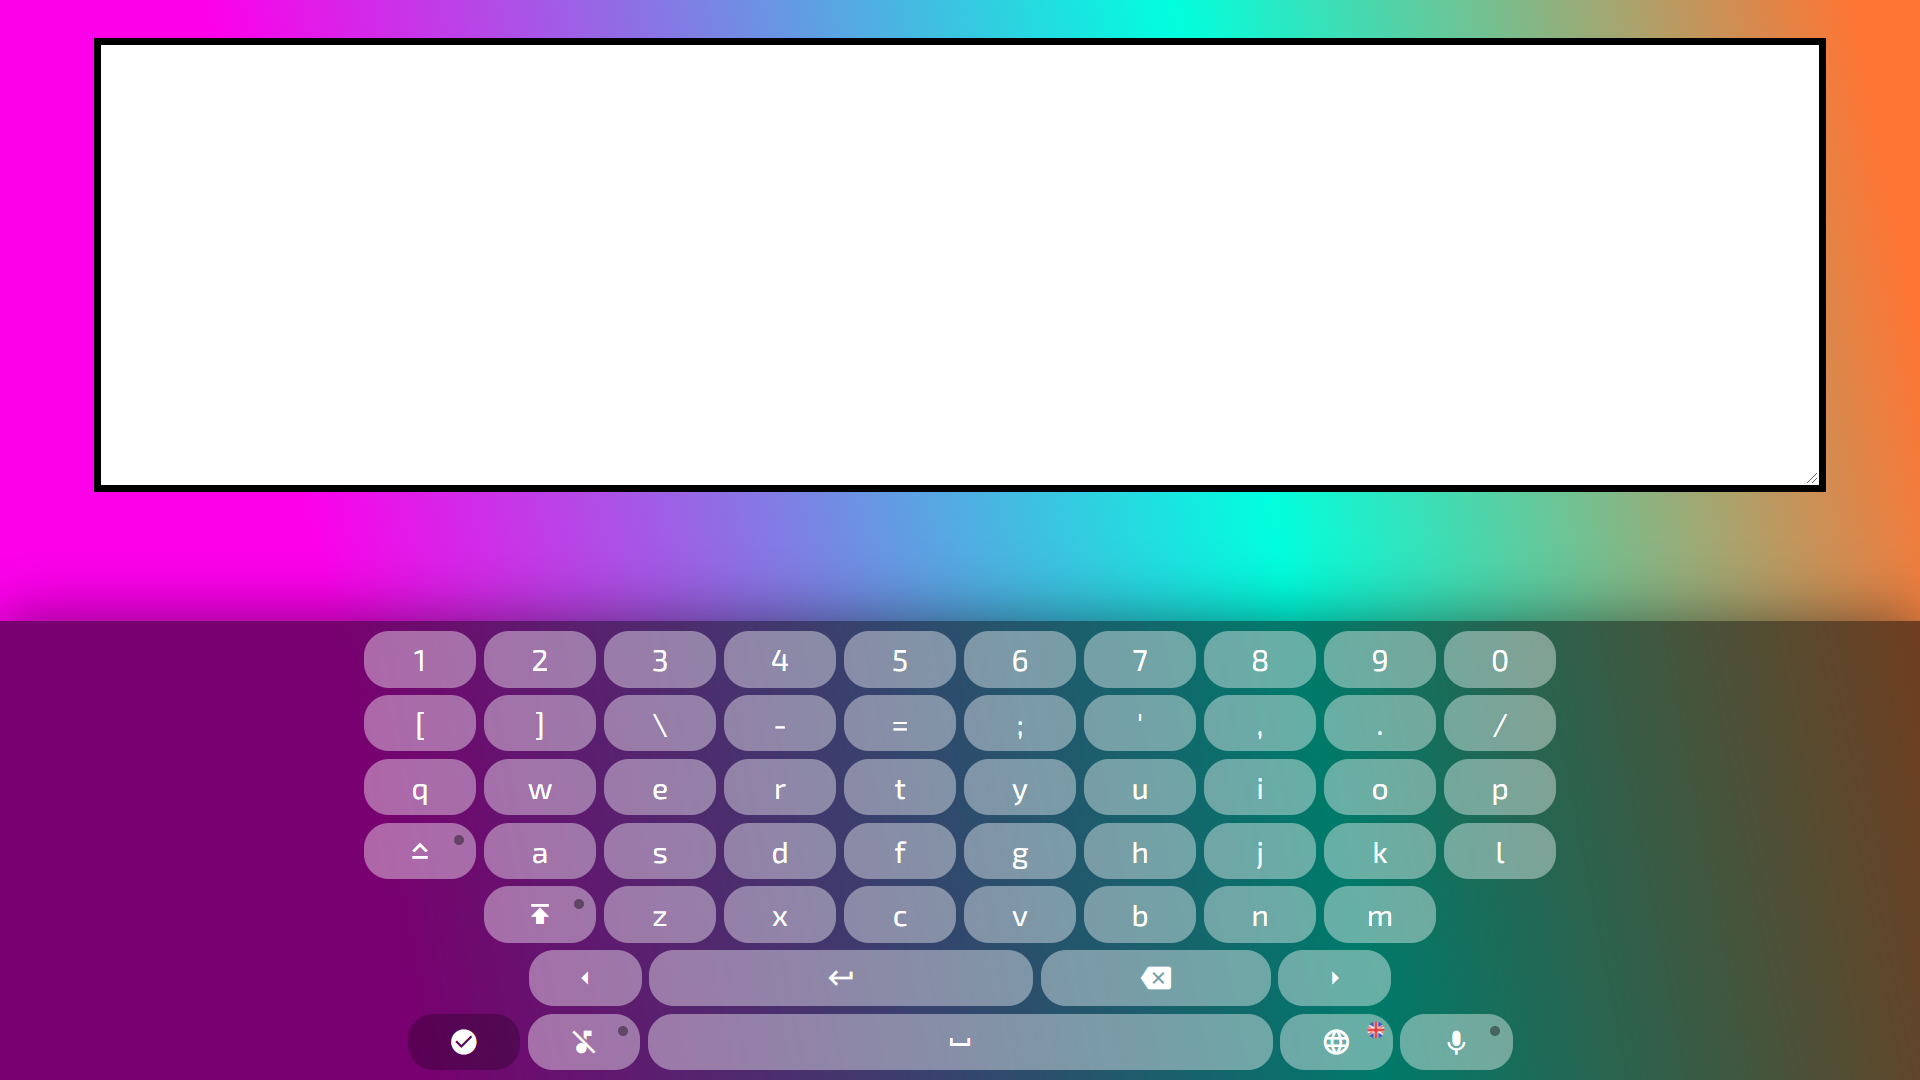 1 2 3 4 5 6 7 8 9 0
[ ] \ - = ; ' , . /
q w e r t y u i o p
a s d f g h j k l
z x c v b n m